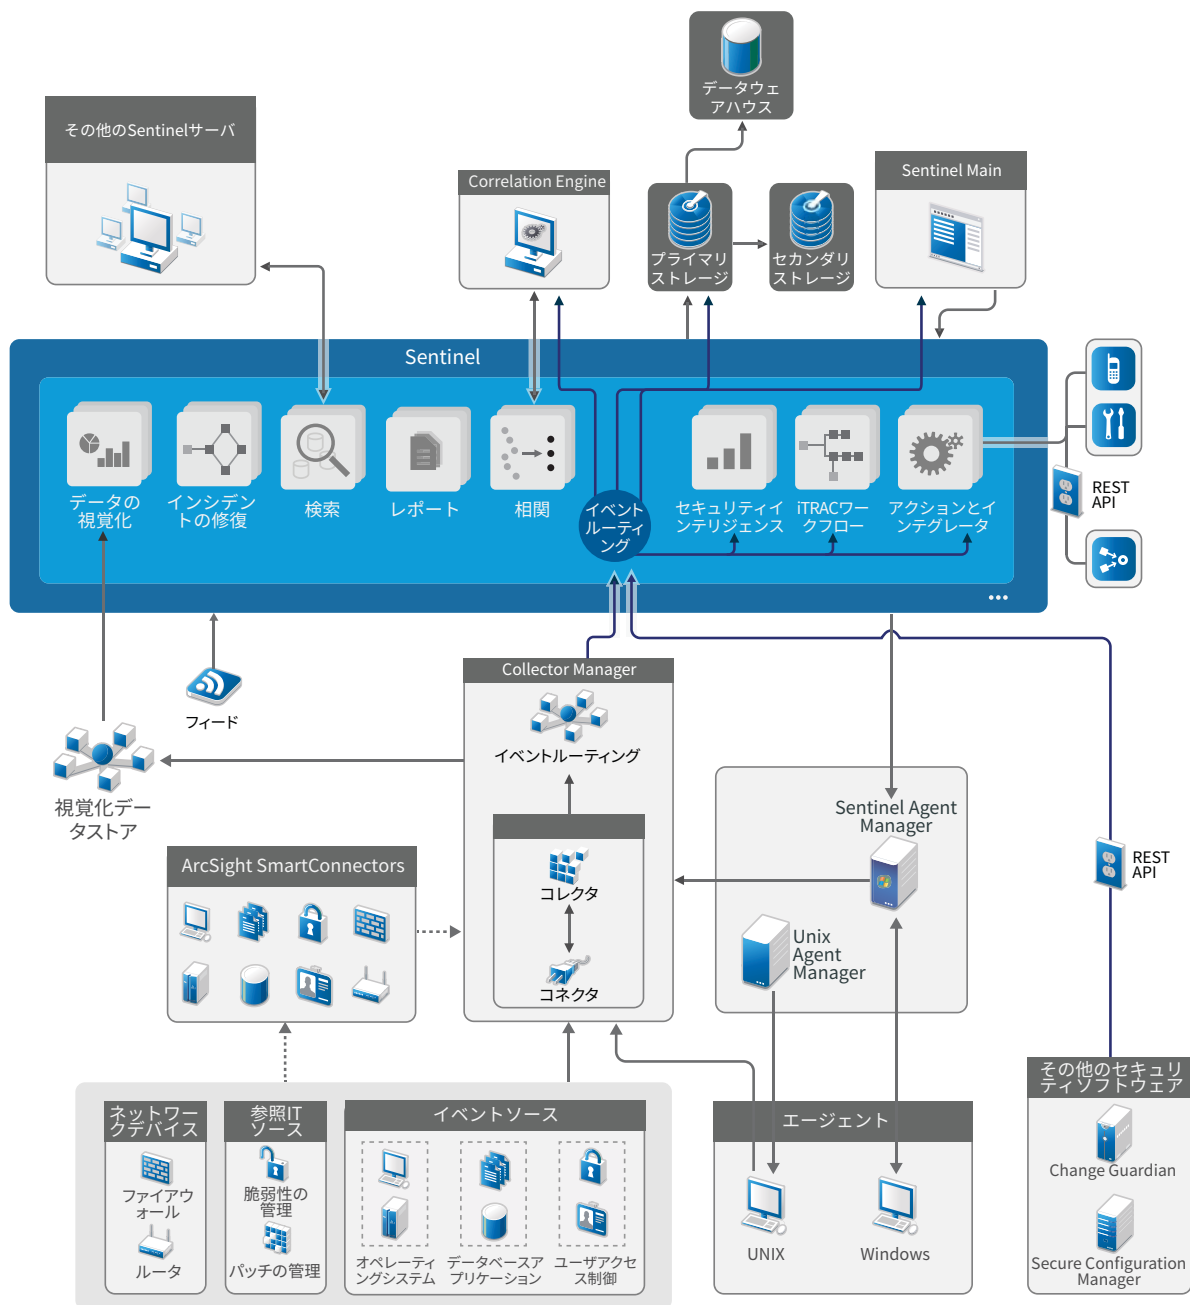 データウェ
アハウス
その他のSentinelサーバ
Correlation Engine
Sentinel Main
プライマリ
ストレージ
セカンダリ
ストレージ
Sentinel
データの
視覚化
インシデン
トの修復
検索
レポート
相関
イベント
ルーティ
ング
セキュリティイ
ンテリジェンス
iTRACワー
クフロー
アクションとイ
ンテグレータ
REST
API
フィード
Collector Manager
イベントルーティング
視覚化デー
タストア
Sentinel Agent
Manager
ArcSight SmartConnectors
コレクタ
コネクタ
Unix
Agent
Manager
REST
API
ネットワー
クデバイス
ファイアウ
ォール
ルータ
参照IT
ソース
脆弱性の
管理
パッチの管理
イベントソース
オペレーティ
ングシステム
データベースア
プリケーション
ユーザアクセ
ス制御
エージェント
UNIX
Windows
その他のセキュリ
ティソフトウェア
Change Guardian
Secure Configuration
Manager